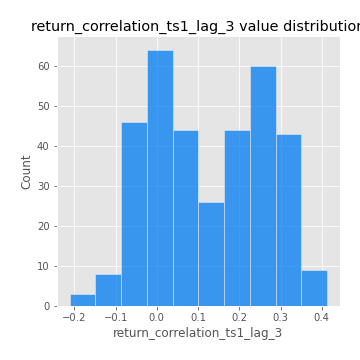 return_correlation_ts1_lag_3 value distribution
60
50
40
30
20
10
0
Count
−0.2 −0.1 0.0 0.1 0.2 0.3 0.4
return_correlation_ts1_lag_3